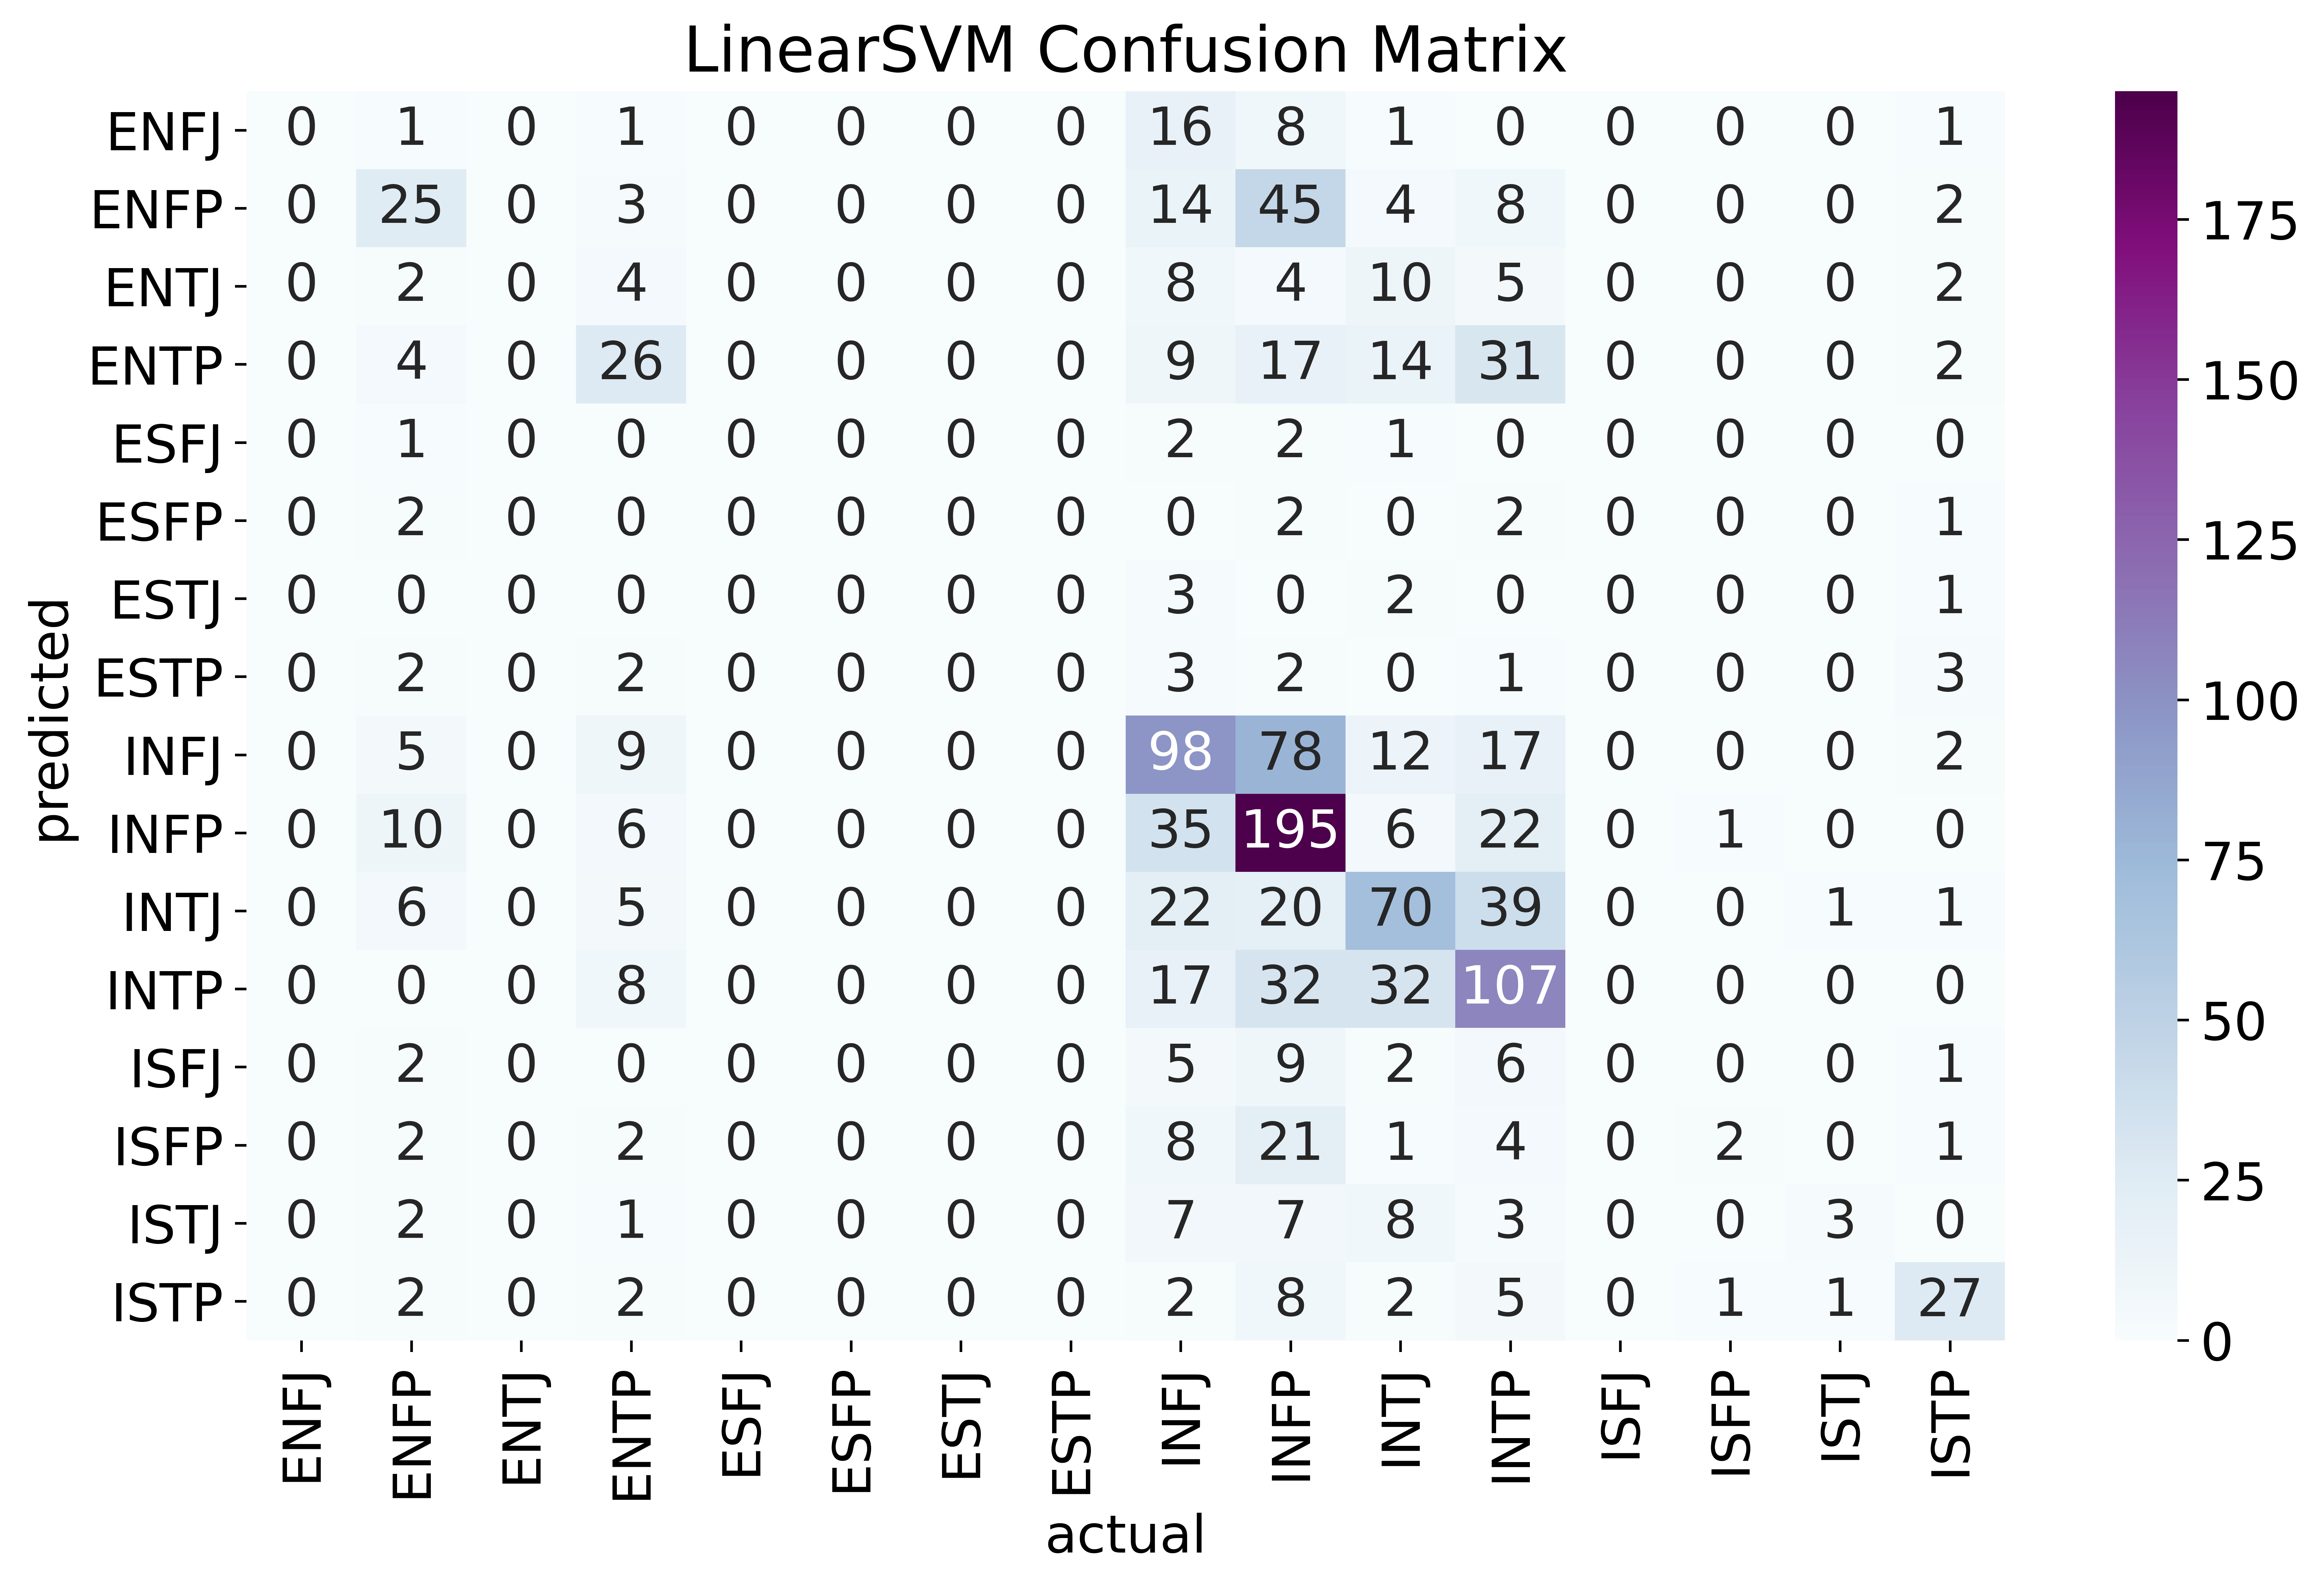 LinearSVM Confusion Matrix
ENFJ 0 1 0 1 0 0 0 0 16 8 1 0 0 0 0 1
ENFP 0 25 0 3 0 0 0 0 14 45 4 8 0 0 0 2
ENTJ 0 2 0 4 0 0 0 0 8 4 10 5 0 0 0 2
ENTP 0 4 0 26 0 0 0 0 9 17 14 31 0 0 0 2
ESFJ 0 1 0 0 0 0 0 0 2 2 1 0 0 0 0 0
ESFP 0 2 0 0 0 0 0 0 0 2 0 2 0 0 0 1
ESTJ 0 0 0 0 0 0 0 0 3 0 2 0 0 0 0 1
ESTP 0 2 0 2 0 0 0 0 3 2 0 1 0 0 0 3
INFJ 0 5 0 9 0 0 0 0 98 78 12 17 0 0 0 2
INFP 0 10 0 6 0 0 0 0 35 195 6 22 0 1 0 0
INTJ 0 6 0 5 0 0 0 0 22 20 70 39 0 0 1 1
INTP 0 0 0 8 0 0 0 0 17 32 32 107 0 0 0 0
ISFJ 0 2 0 0 0 0 0 0 5 9 2 6 0 0 0 1
ISFP 0 2 0 2 0 0 0 0 8 21 1 4 0 2 0 1
ISTJ 0 2 0 1 0 0 0 0 7 7 8 3 0 0 3 0
ISTP 0 2 0 2 0 0 0 0 2 8 2 5 0 1 1 27
ENFJ ENFP ENTJ ENTP ESFJ ESFP ESTJ ESTP INFJ INFP INTJ INTP ISFJ ISFP ISTJ ISTP
actual
predicted
175
150
125
100
75
50
25
0